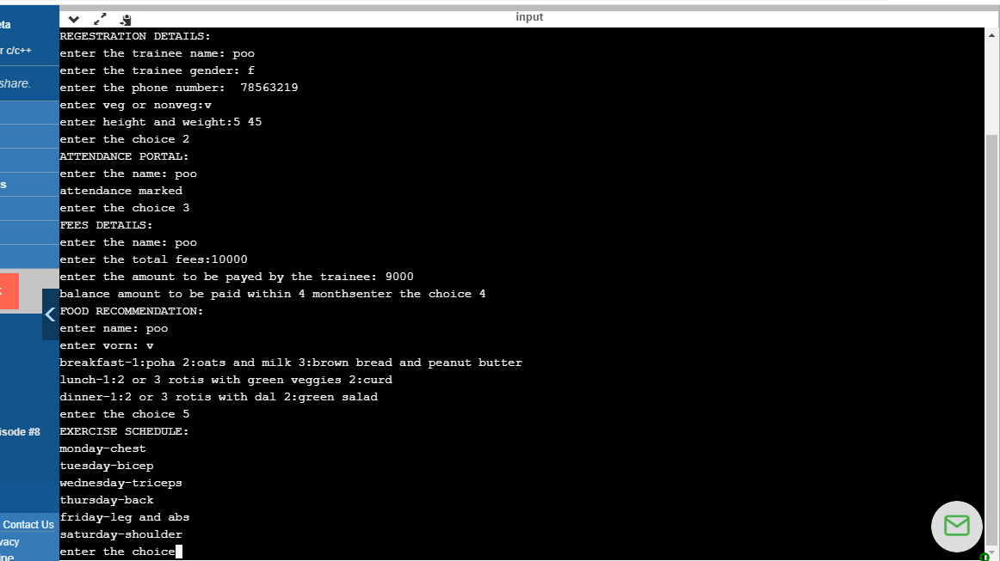 input
eta
r c/c++
share.
s
isode #8
Contact Us
vacy
REGESTRATION DETAILS:
enter the trainee name: poo
enter the trainee gender: f
enter the phone number:  78563219
enter veg or nonveg:v
enter height and weight:5 45
enter the choice 2
ATTENDANCE PORTAL:
enter the name: poo
attendance marked
enter the choice 3
FEES DETAILS:
enter the name: poo
enter the total fees:10000
enter the amount to be payed by the trainee: 9000
balance amount to be paid within 4 monthsenter the choice 4
FOOD RECOMMENDATION:
enter name: poo
enter vorn: v
breakfast-1:poha 2:oats and milk 3:brown bread and peanut butter
lunch-1:2 or 3 rotis with green veggies 2:curd
dinner-1:2 or 3 rotis with dal 2:green salad
enter the choice 5
EXERCISE SCHEDULE:
monday-chest
tuesday-bicep
wednesday-triceps
thursday-back
friday-leg and abs
saturday-shoulder
enter the choice